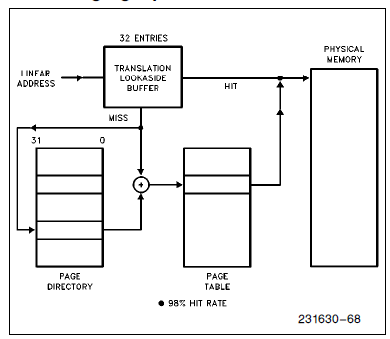 32 ENTRIES
PHYSICAL
MEMORY
TRANSLATION
LOOKASIDE
BUFFER
LINEAR
ADDRESS
HIT
MISS
31 0
PAGE
DIRECTORY
PAGE
TABLE
● 98% HIT RATE
231630–68